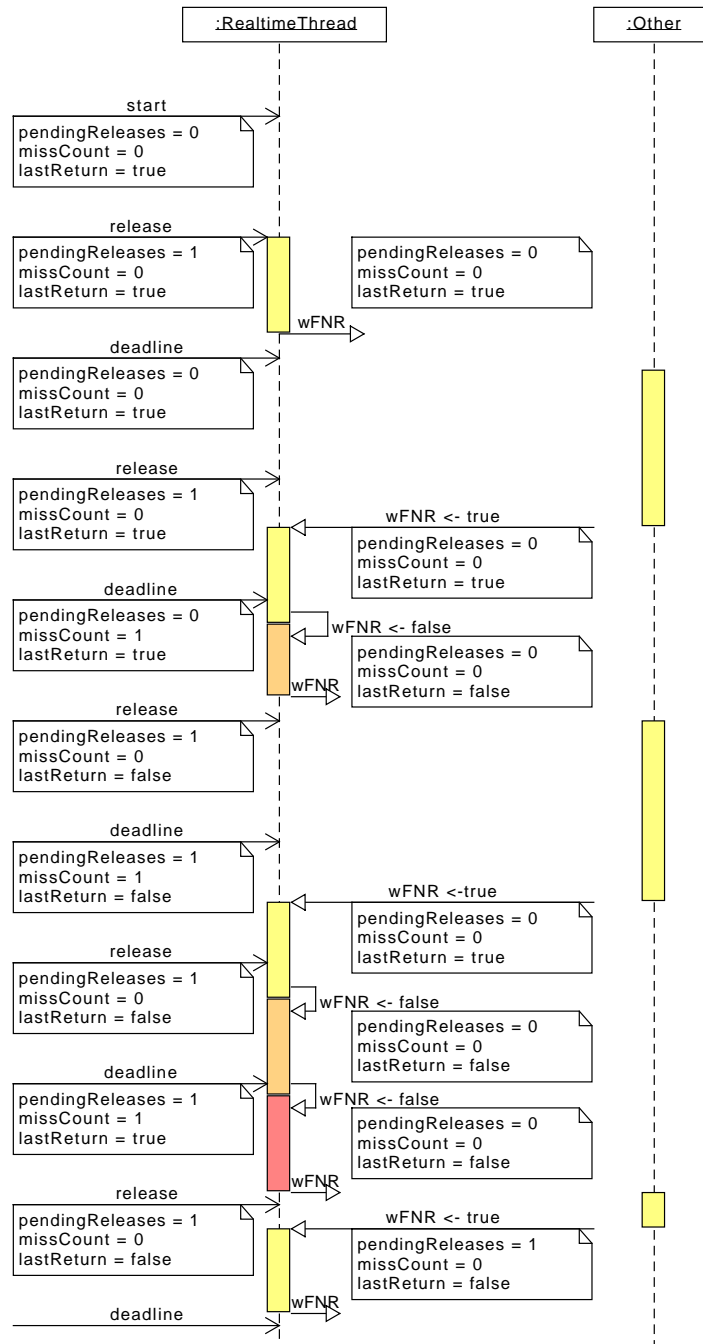 :RealtimeThread
:Other
start
pendingReleases = 0
missCount = 0
lastReturn = true
release
pendingReleases = 1
missCount = 0
lastReturn = true
pendingReleases = 0
missCount = 0
lastReturn = true
wFNR
deadline
pendingReleases = 0
missCount = 0
lastReturn = true
release
pendingReleases = 1
missCount = 0
lastReturn = true
wFNR <- true
pendingReleases = 0
missCount = 0
lastReturn = true
deadline
pendingReleases = 0
missCount = 1
lastReturn = true
wFNR <- false
pendingReleases = 0
missCount = 0
lastReturn = false
wFNR
release
pendingReleases = 1
missCount = 0
lastReturn = false
deadline
pendingReleases = 1
missCount = 1
lastReturn = false
wFNR <-true
pendingReleases = 0
missCount = 0
lastReturn = true
release
pendingReleases = 1
missCount = 0
lastReturn = false
wFNR <- false
pendingReleases = 0
missCount = 0
lastReturn = false
deadline
pendingReleases = 1
missCount = 1
lastReturn = true
wFNR <- false
pendingReleases = 0
missCount = 0
lastReturn = false
wFNR
release
pendingReleases = 1
missCount = 0
lastReturn = false
wFNR <- true
pendingReleases = 1
missCount = 0
lastReturn = false
wFNR
deadline